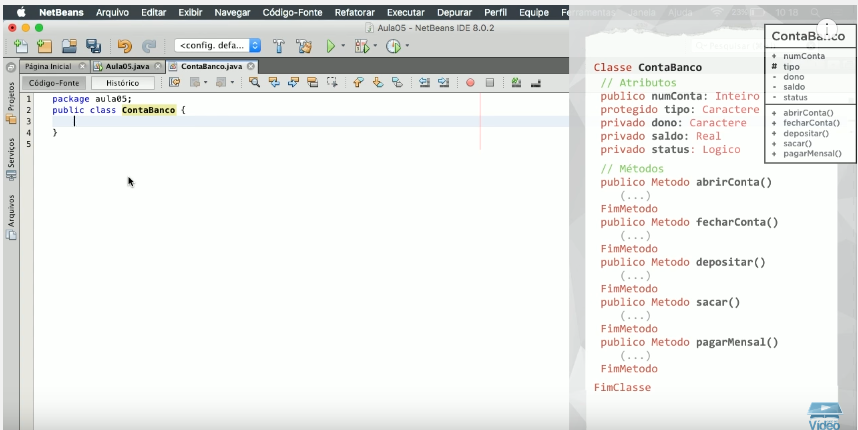 NetBeans Arquivo Editar Exibir Navegar Código-Fonte Refatorar Executar Depurar Perfil Equipe Ferramentas Janela Ajuda
Aula05 - NetBeans IDE 8.0.2
<config. defa...
Página Inicial Aula05.java ContaBanco.java
Código-Fonte Histórico
Projetos
Serviços
Arquivos
1 package aula05;
2 public class ContaBanco {
3
4 }
5
Classe ContaBanco
// Atributos
publico numConta: Inteiro
protegido tipo: Caractere
privado dono: Caractere
privado saldo: Real
privado status: Logico
// Métodos
publico Metodo abrirConta()
(...)
FimMetodo
publico Metodo fecharConta()
(...)
FimMetodo
publico Metodo depositar()
(...)
FimMetodo
publico Metodo sacar()
(...)
FimMetodo
publico Metodo pagarMensal()
(...)
FimMetodo
FimClasse
ContaBanco
+ numConta
# tipo
- dono
- saldo
- status
+ abrirConta()
+ fecharConta()
+ depositar()
+ sacar()
+ pagarMensal()
Vídeo